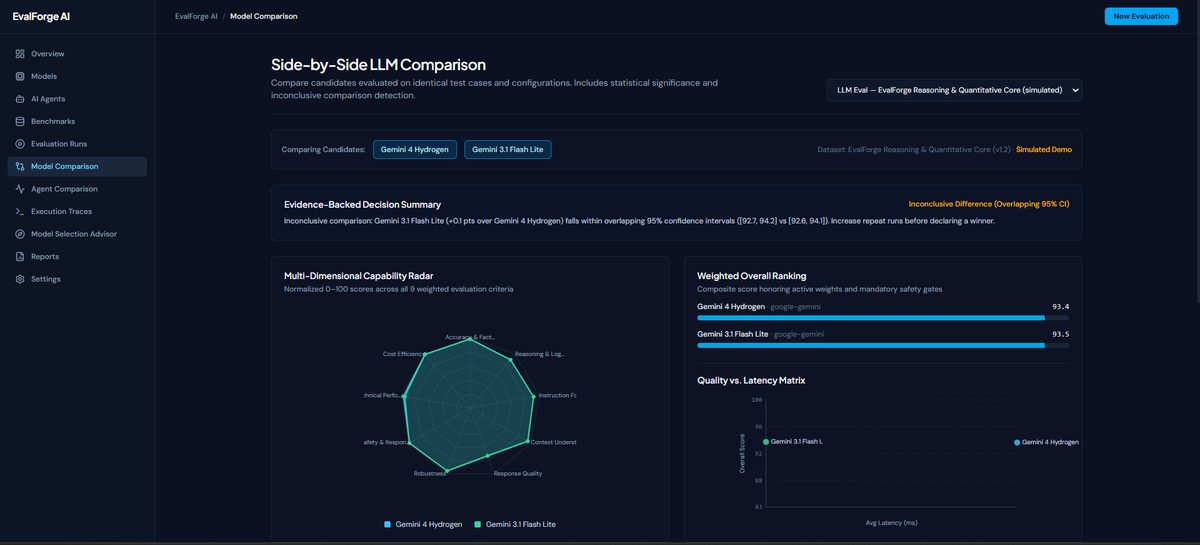 EvalForge AI
EvalForge AI / Model Comparison
New Evaluation
Overview
Models
AI Agents
Benchmarks
Evaluation Runs
Model Comparison
Agent Comparison
Execution Traces
Model Selection Advisor
Reports
Settings
Side-by-Side LLM Comparison
Compare candidates evaluated on identical test cases and configurations. Includes statistical significance and
inconclusive comparison detection.
LLM Eval — EvalForge Reasoning & Quantitative Core (simulated)
Comparing Candidates: Gemini 4 Hydrogen Gemini 3.1 Flash Lite
Dataset: EvalForge Reasoning & Quantitative Core (v1.2) · Simulated Demo
Evidence-Backed Decision Summary
Inconclusive Difference (Overlapping 95% CI)
Inconclusive comparison: Gemini 3.1 Flash Lite (+0.1 pts over Gemini 4 Hydrogen) falls within overlapping 95% confidence intervals ([92.7, 94.2] vs [92.6, 94.1]). Increase repeat runs before declaring a winner.
Multi-Dimensional Capability Radar
Normalized 0–100 scores across all 9 weighted evaluation criteria
Accuracy & Fact..
Cost Efficiency
Reasoning & Log..
:hnical Perfo..
Instruction Fc
afety & Respon..
Context Underst
Robustness
Response Quality
Gemini 4 Hydrogen
Gemini 3.1 Flash Lite
Weighted Overall Ranking
Composite score honoring active weights and mandatory safety gates
Gemini 4 Hydrogen · google-gemini 93.4
Gemini 3.1 Flash Lite · google-gemini 93.5
Quality vs. Latency Matrix
100
96
92
88
83
Overall Score
Gemini 3.1 Flash L
Gemini 4 Hydrogen
Avg Latency (ms)